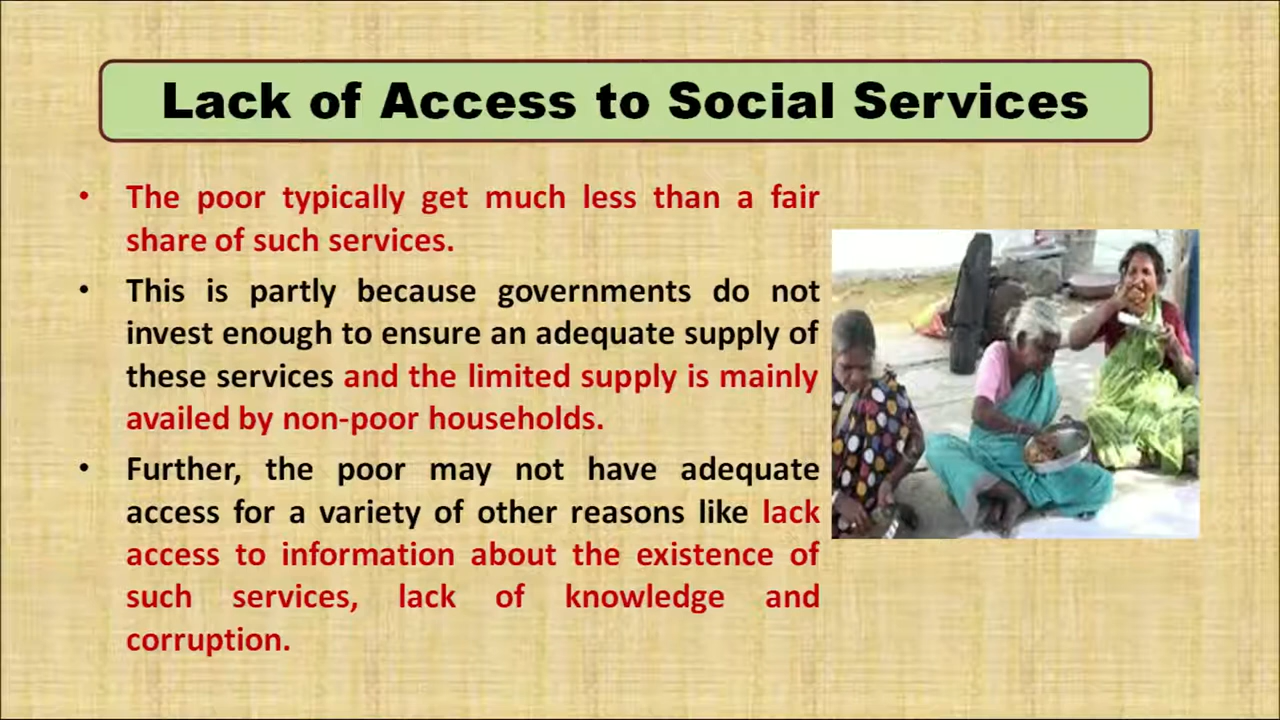 Lack of Access to Social Services
• The poor typically get much less than a fair
share of such services.
• This is partly because governments do not
invest enough to ensure an adequate supply of
these services and the limited supply is mainly
availed by non-poor households.
• Further, the poor may not have adequate
access for a variety of other reasons like lack
access to information about the existence of
such services, lack of knowledge and
corruption.